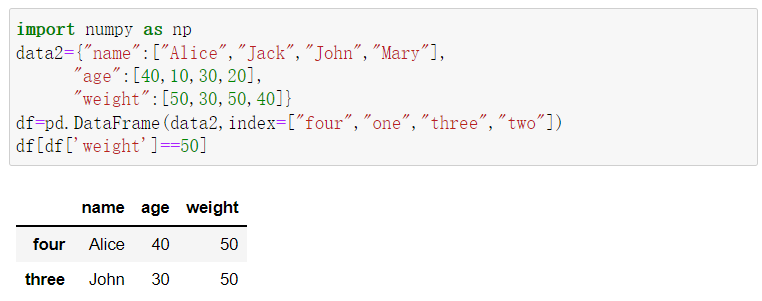 import numpy as np
data2={"name":["Alice","Jack","John","Mary"],
"age":[40,10,30,20],
"weight":[50,30,50,40]}
df=pd.DataFrame(data2,index=["four","one","three","two"])
df[df['weight']==50]
name age weight
four Alice 40 50
three John 30 50